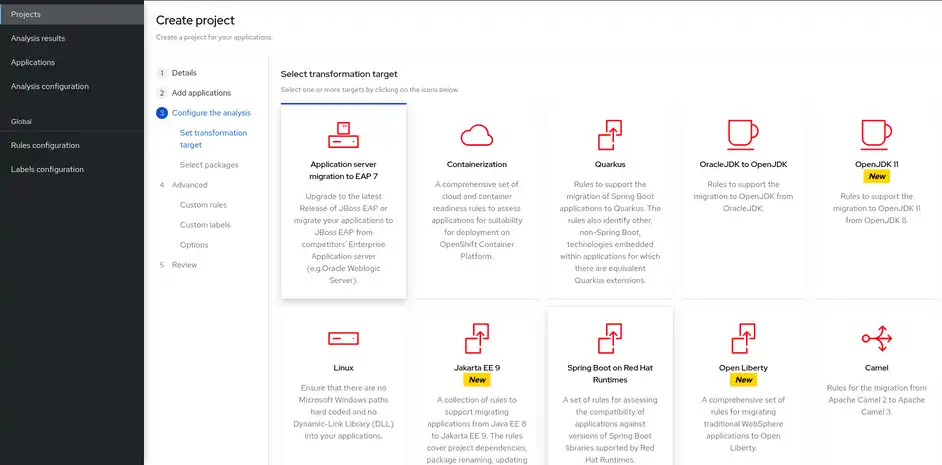 Projects
Analysis results
Applications
Analysis configuration
Global
Rules configuration
Labels configuration
Create project
Create a project for your applications.
1 Details
2 Add applications
3 Configure the analysis
Set transformation
target
Select packages
4 Advanced
Custom rules
Custom labels
Options
5 Review
Select transformation target
Select one or more targets by clicking on the icons below.
Application server
migration to EAP 7
Upgrade to the latest
Release of JBoss EAP or
migrate your applications to
JBoss EAP from
competitors' Enterprise
Application server
(e.g.Oracle Weblogic
Server).
Containerization
A comprehensive set of
cloud and container
readiness rules to assess
applications for suitability
for deployment on
OpenShift Container
Platform.
Quarkus
Rules to support the
migration of Spring Boot
applications to Quarkus. The
rules also identify other,
non-Spring Boot,
technologies embedded
within applications for which
there are equivalent
Quarkus extensions.
OracleJDK to OpenJDK
Rules to support the
migration to OpenJDK from
OracleJDK.
OpenJDK 11
New
Rules to support the
migration to OpenJDK 11
from OpenJDK 8.
Linux
Ensure that there are no
Microsoft Windows paths
hard coded and no
Dynamic-Link Library (DLL)
into your applications.
Jakarta EE 9
New
A collection of rules to
support migrating
applications from Java EE 8
to Jakarta EE 9. The rules
cover project dependencies,
package renaming, updating
Spring Boot on Red Hat
Runtimes
A set of rules for assessing
the compatibility of
applications against
versions of Spring Boot
libraries suported by Red
Hat Runtimes.
Open Liberty
New
A comprehensive set of
rules for migrating
traditional WebSphere
applications to Open
Liberty.
Camel
Rules for the migration from
Apache Camel 2 to Apache
Camel 3.